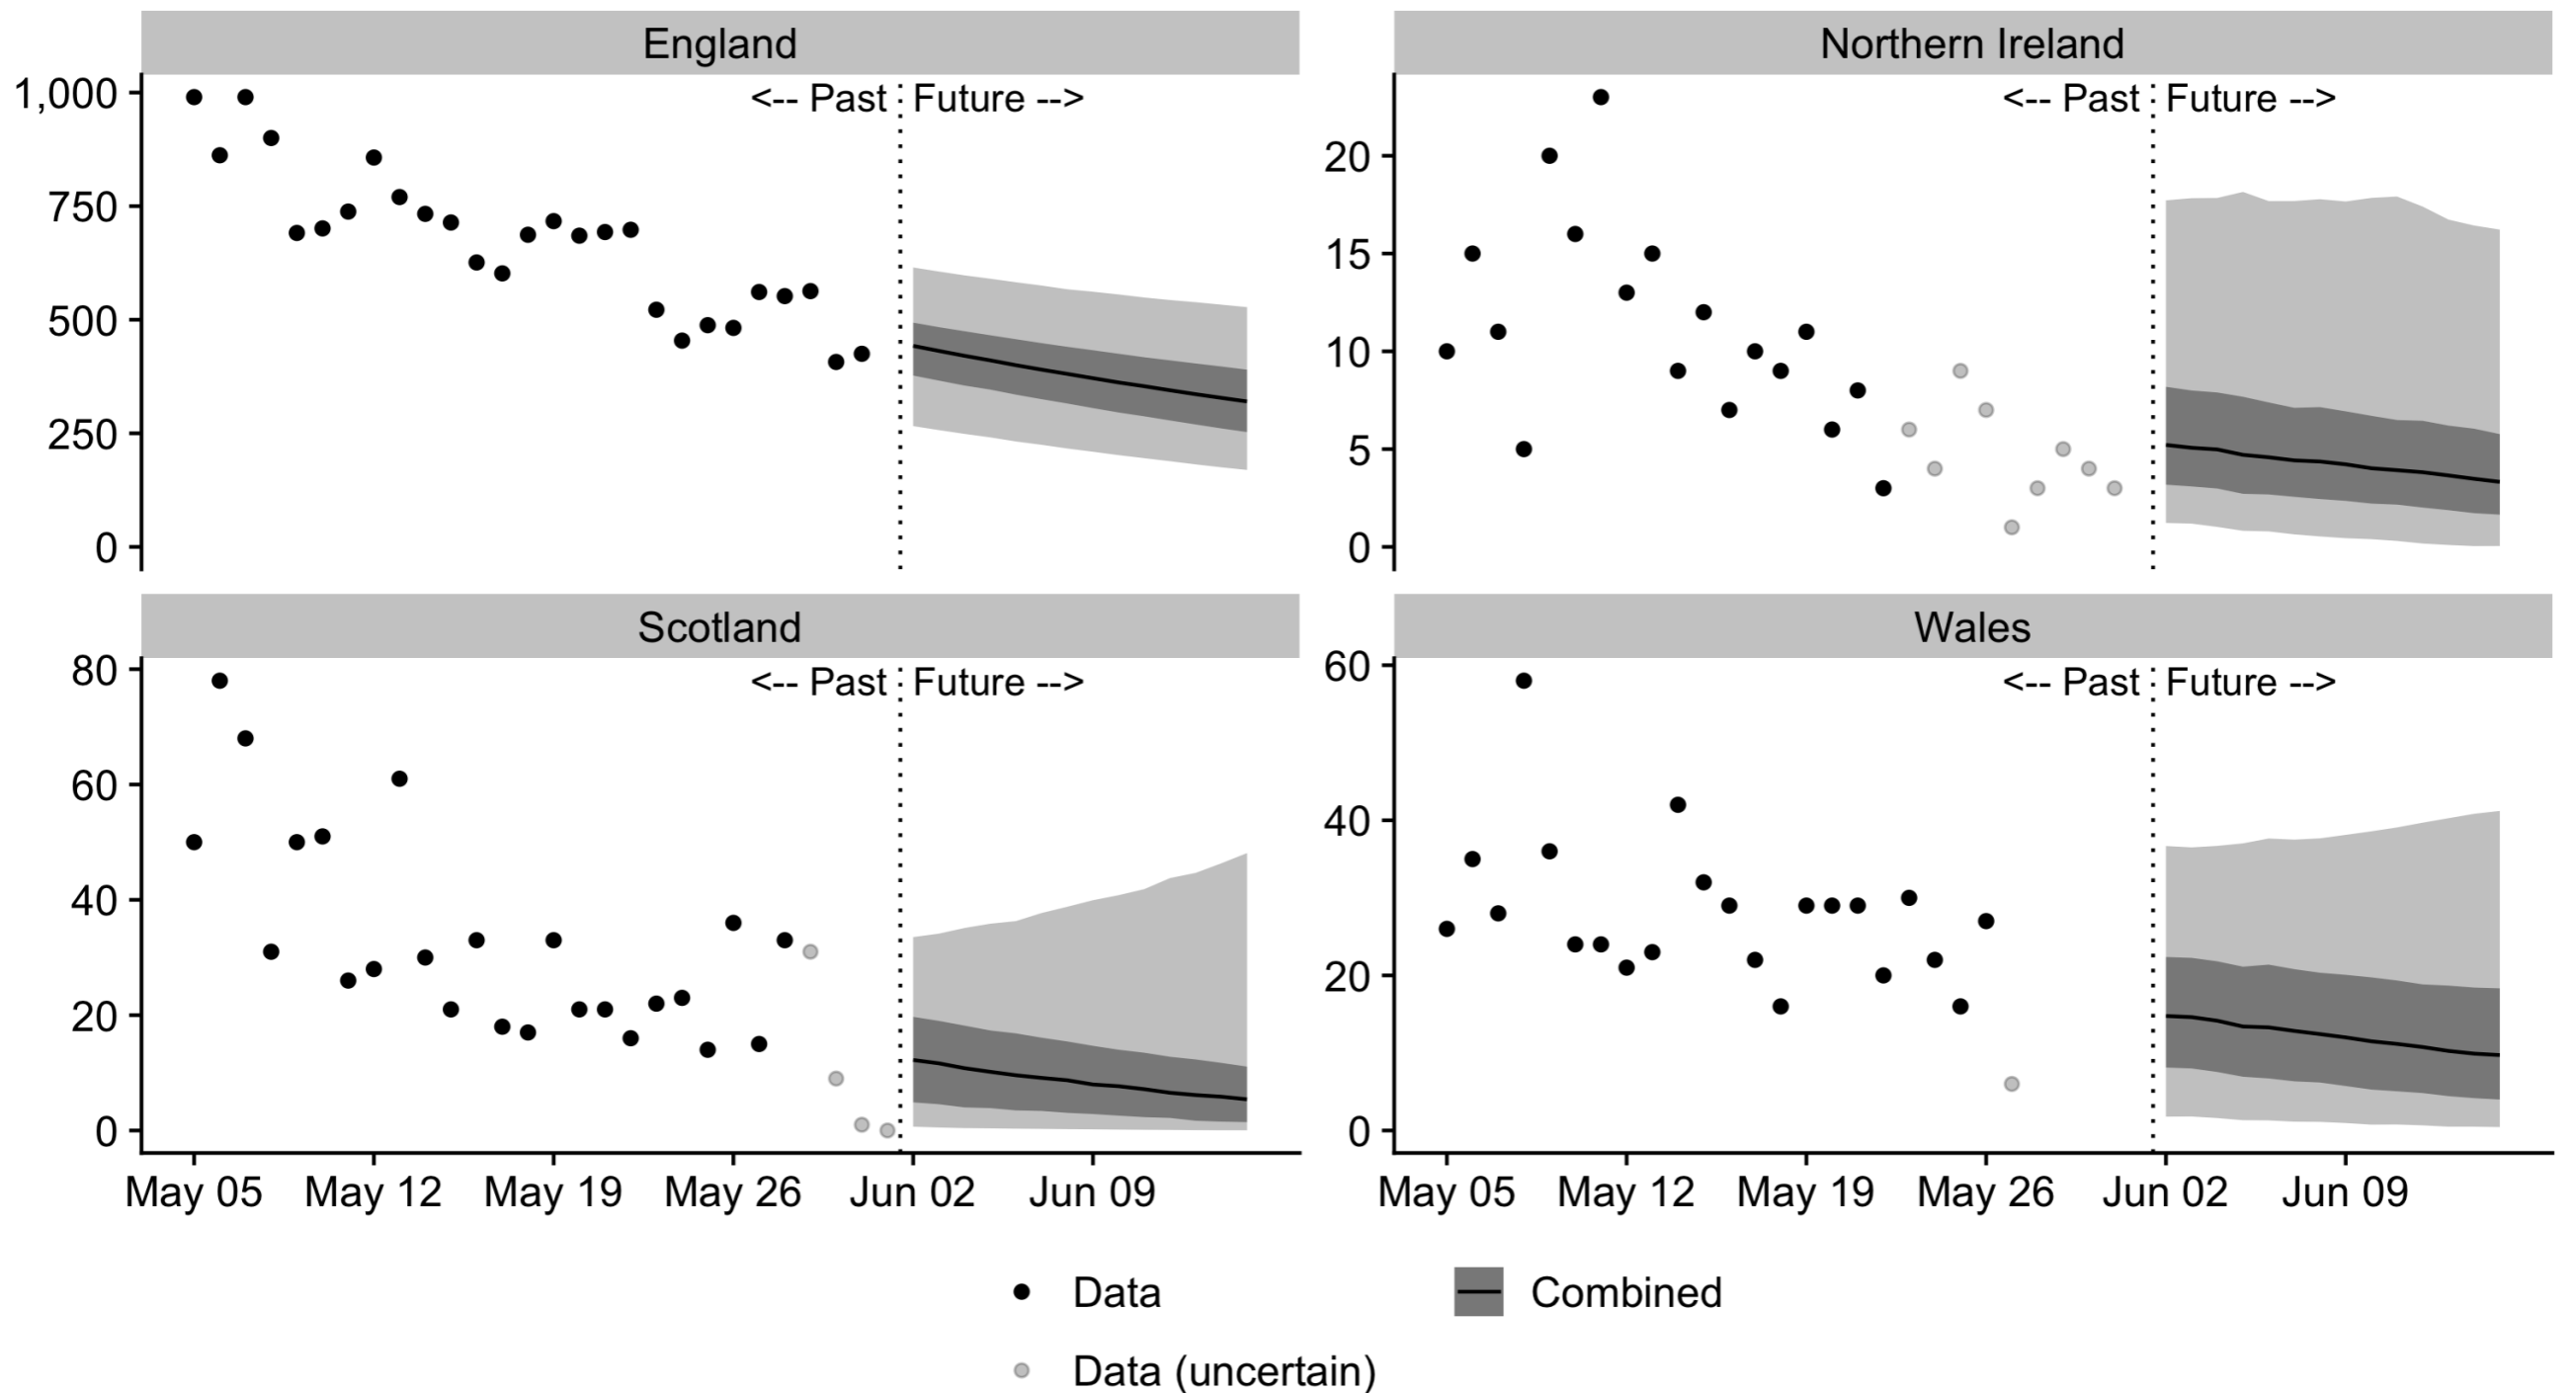 England
1,000
750
500
250
0
<-- Past Future -->
Northern Ireland
20
15
10
5
0
<-- Past Future -->
Scotland
80
60
40
20
0
<-- Past Future -->
May 05 May 12 May 19 May 26 Jun 02 Jun 09
Wales
60
40
20
0
<-- Past Future -->
May 05 May 12 May 19 May 26 Jun 02 Jun 09
Data
Combined
Data (uncertain)